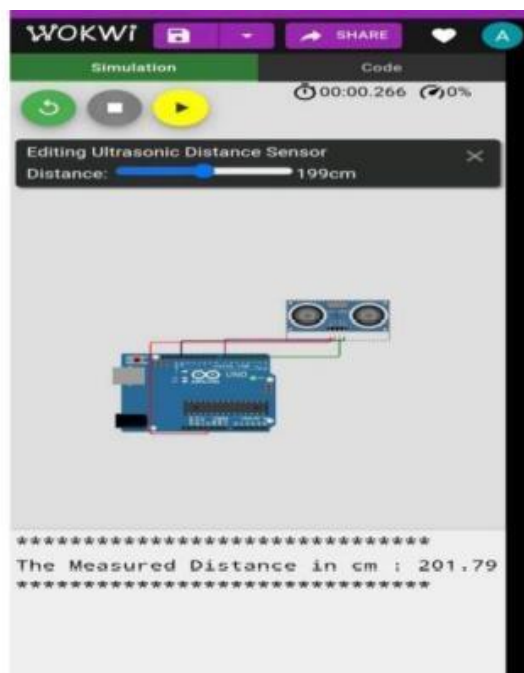 WOKWI SHARE A
Simulation Code
00:00.266 0%
Editing Ultrasonic Distance Sensor
Distance: 199cm
UNO
*******************************
The Measured Distance in cm : 201.79
*******************************